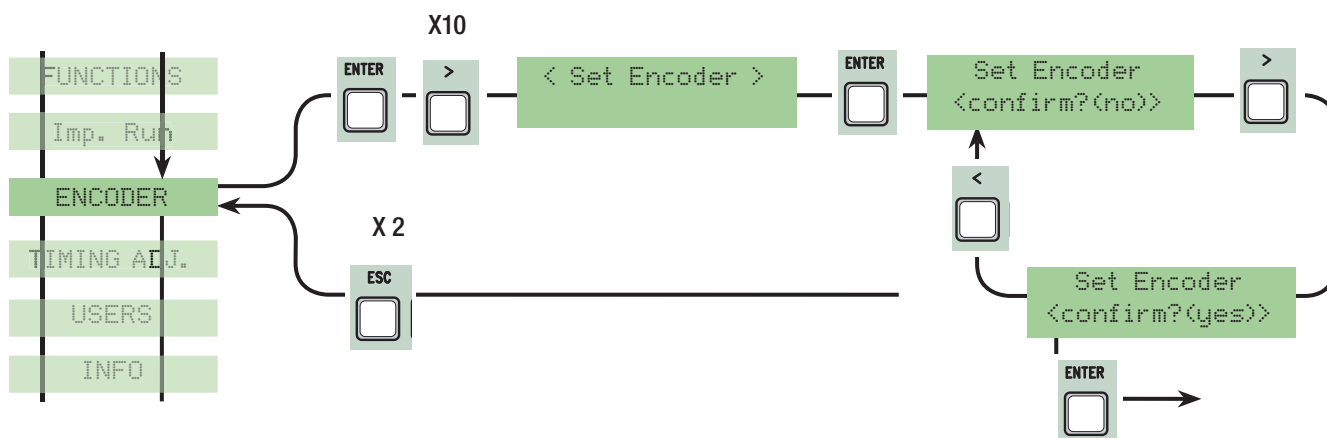 X10
FUNCTIONS
Imp. Run
ENCODER
TIMING ADJ.
USERS
INFO
ENTER
>
< Set Encoder >
ENTER
Set Encoder
<confirm?(no)>
>
<
X 2
ESC
Set Encoder
<confirm?(yes)>
ENTER